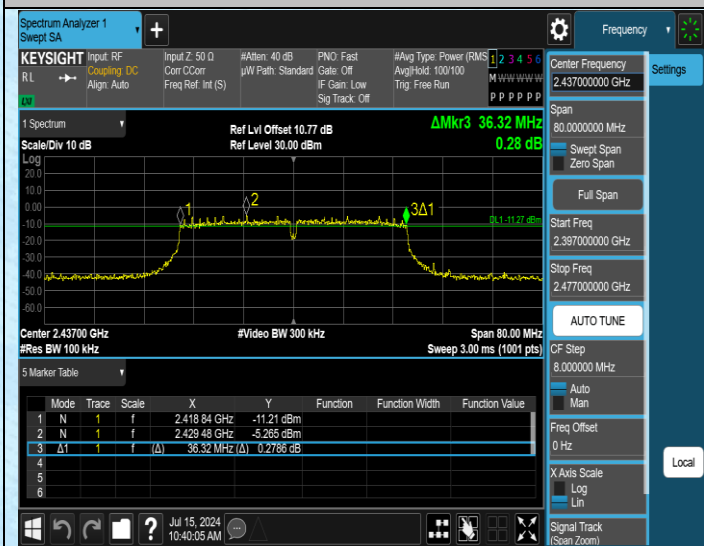 Spectrum Analyzer 1
Swept SA
Frequency
KEYSIGHT
RL
LXI
Input: RF
Coupling: DC
Align: Auto
Input Z: 50 Ω
Corr CCorr
Freq Ref: Int (S)
#Atten: 40 dB
µW Path: Standard
PNO: Fast
Gate: Off
IF Gain: Low
Sig Track: Off
#Avg Type: Power (RMS
Avg|Hold: 100/100
Trig: Free Run
1 2 3 4 5 6
M W W W W W
P P P P P P
1 Spectrum
Scale/Div 10 dB
Ref Lvl Offset 10.77 dB
Ref Level 30.00 dBm
ΔMkr3 36.32 MHz
0.28 dB
Log
20.0
10.0
0.00
-10.0
-20.0
-30.0
-40.0
-50.0
-60.0
1
2
3Δ1
DL1 -11.27 dBm
Center 2.43700 GHz
#Res BW 100 kHz
#Video BW 300 kHz
Span 80.00 MHz
Sweep 3.00 ms (1001 pts)
5 Marker Table
Mode Trace Scale X Y Function Function Width Function Value
1 N 1 f 2.418 84 GHz -11.21 dBm
2 N 1 f 2.429 48 GHz -5.265 dBm
3 Δ1 1 f (Δ) 36.32 MHz (Δ) 0.2786 dB
4
5
6
Jul 15, 2024
10:40:05 AM
Center Frequency
2.437000000 GHz
Span
80.0000000 MHz
Swept Span
Zero Span
Full Span
Start Freq
2.397000000 GHz
Stop Freq
2.477000000 GHz
AUTO TUNE
CF Step
8.000000 MHz
Auto
Man
Freq Offset
0 Hz
X Axis Scale
Log
Lin
Signal Track
(Span Zoom)
Settings
Local